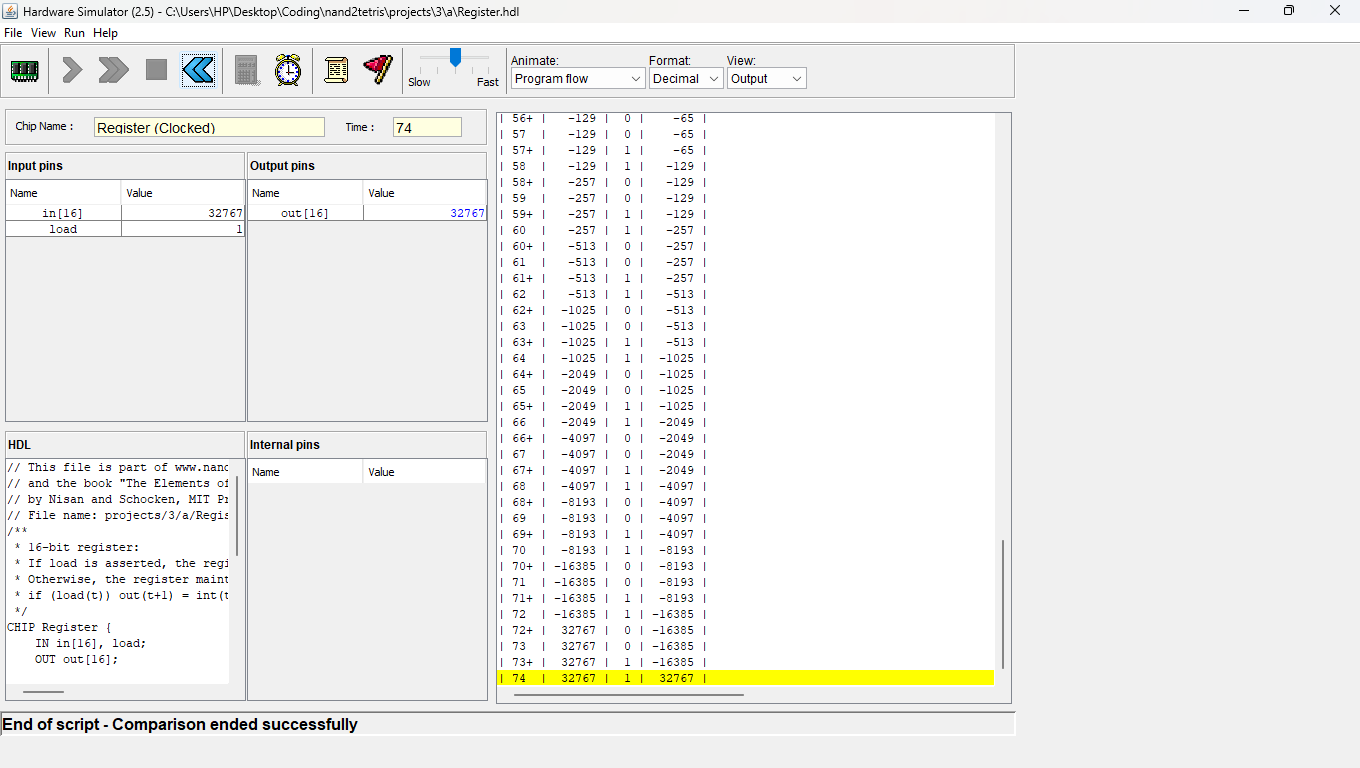 Hardware Simulator (2.5) - C:\Users\HP\Desktop\Coding\nand2tetris\projects\3\a\Register.hdl
File View Run Help
Slow Fast
Animate: Format: View:
Program flow Decimal Output
Chip Name : Register (Clocked) Time : 74
Input pins
Name Value
in[16] 32767
load 1
Output pins
Name Value
out[16] 32767
HDL
// This file is part of www.nand
// and the book "The Elements of
// by Nisan and Schocken, MIT Pr
// File name: projects/3/a/Regis
/**
* 16-bit register:
* If load is asserted, the regi
* Otherwise, the register maint
* if (load(t)) out(t+1) = int(t
*/
CHIP Register {
IN in[16], load;
OUT out[16];
Internal pins
Name Value
| 56+ | -129 | 0 | -65 |
| 57 | -129 | 0 | -65 |
| 57+ | -129 | 1 | -65 |
| 58 | -129 | 1 | -129 |
| 58+ | -257 | 0 | -129 |
| 59 | -257 | 0 | -129 |
| 59+ | -257 | 1 | -129 |
| 60 | -257 | 1 | -257 |
| 60+ | -513 | 0 | -257 |
| 61 | -513 | 0 | -257 |
| 61+ | -513 | 1 | -257 |
| 62 | -513 | 1 | -513 |
| 62+ | -1025 | 0 | -513 |
| 63 | -1025 | 0 | -513 |
| 63+ | -1025 | 1 | -513 |
| 64 | -1025 | 1 | -1025 |
| 64+ | -2049 | 0 | -1025 |
| 65 | -2049 | 0 | -1025 |
| 65+ | -2049 | 1 | -1025 |
| 66 | -2049 | 1 | -2049 |
| 66+ | -4097 | 0 | -2049 |
| 67 | -4097 | 0 | -2049 |
| 67+ | -4097 | 1 | -2049 |
| 68 | -4097 | 1 | -4097 |
| 68+ | -8193 | 0 | -4097 |
| 69 | -8193 | 0 | -4097 |
| 69+ | -8193 | 1 | -4097 |
| 70 | -8193 | 1 | -8193 |
| 70+ | -16385 | 0 | -8193 |
| 71 | -16385 | 0 | -8193 |
| 71+ | -16385 | 1 | -8193 |
| 72 | -16385 | 1 | -16385 |
| 72+ | 32767 | 0 | -16385 |
| 73 | 32767 | 0 | -16385 |
| 73+ | 32767 | 1 | -16385 |
| 74 | 32767 | 1 | 32767 |
End of script - Comparison ended successfully